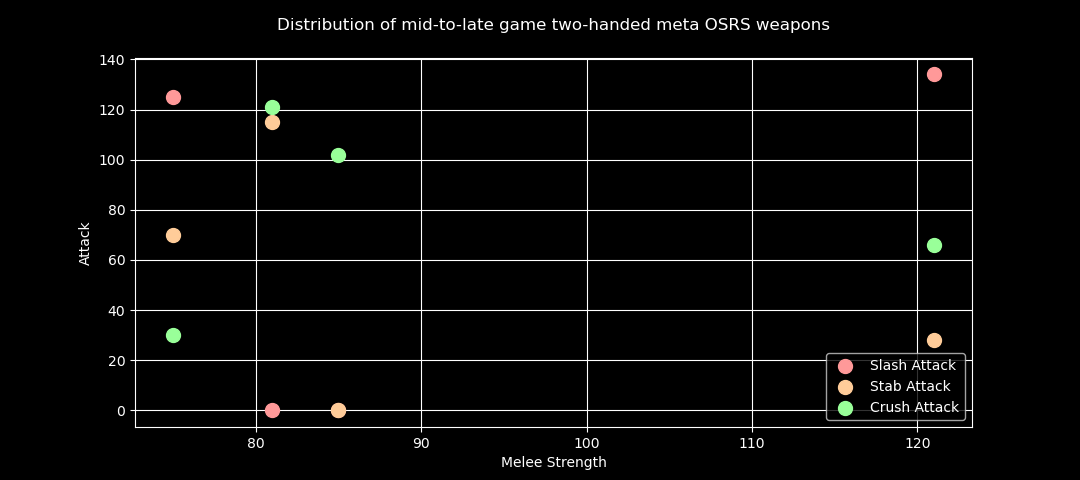 Distribution of mid-to-late game two-handed meta OSRS weapons
140
120
100
80
60
40
20
0
Attack
80 90 100 110 120
Melee Strength
Slash Attack
Stab Attack
Crush Attack